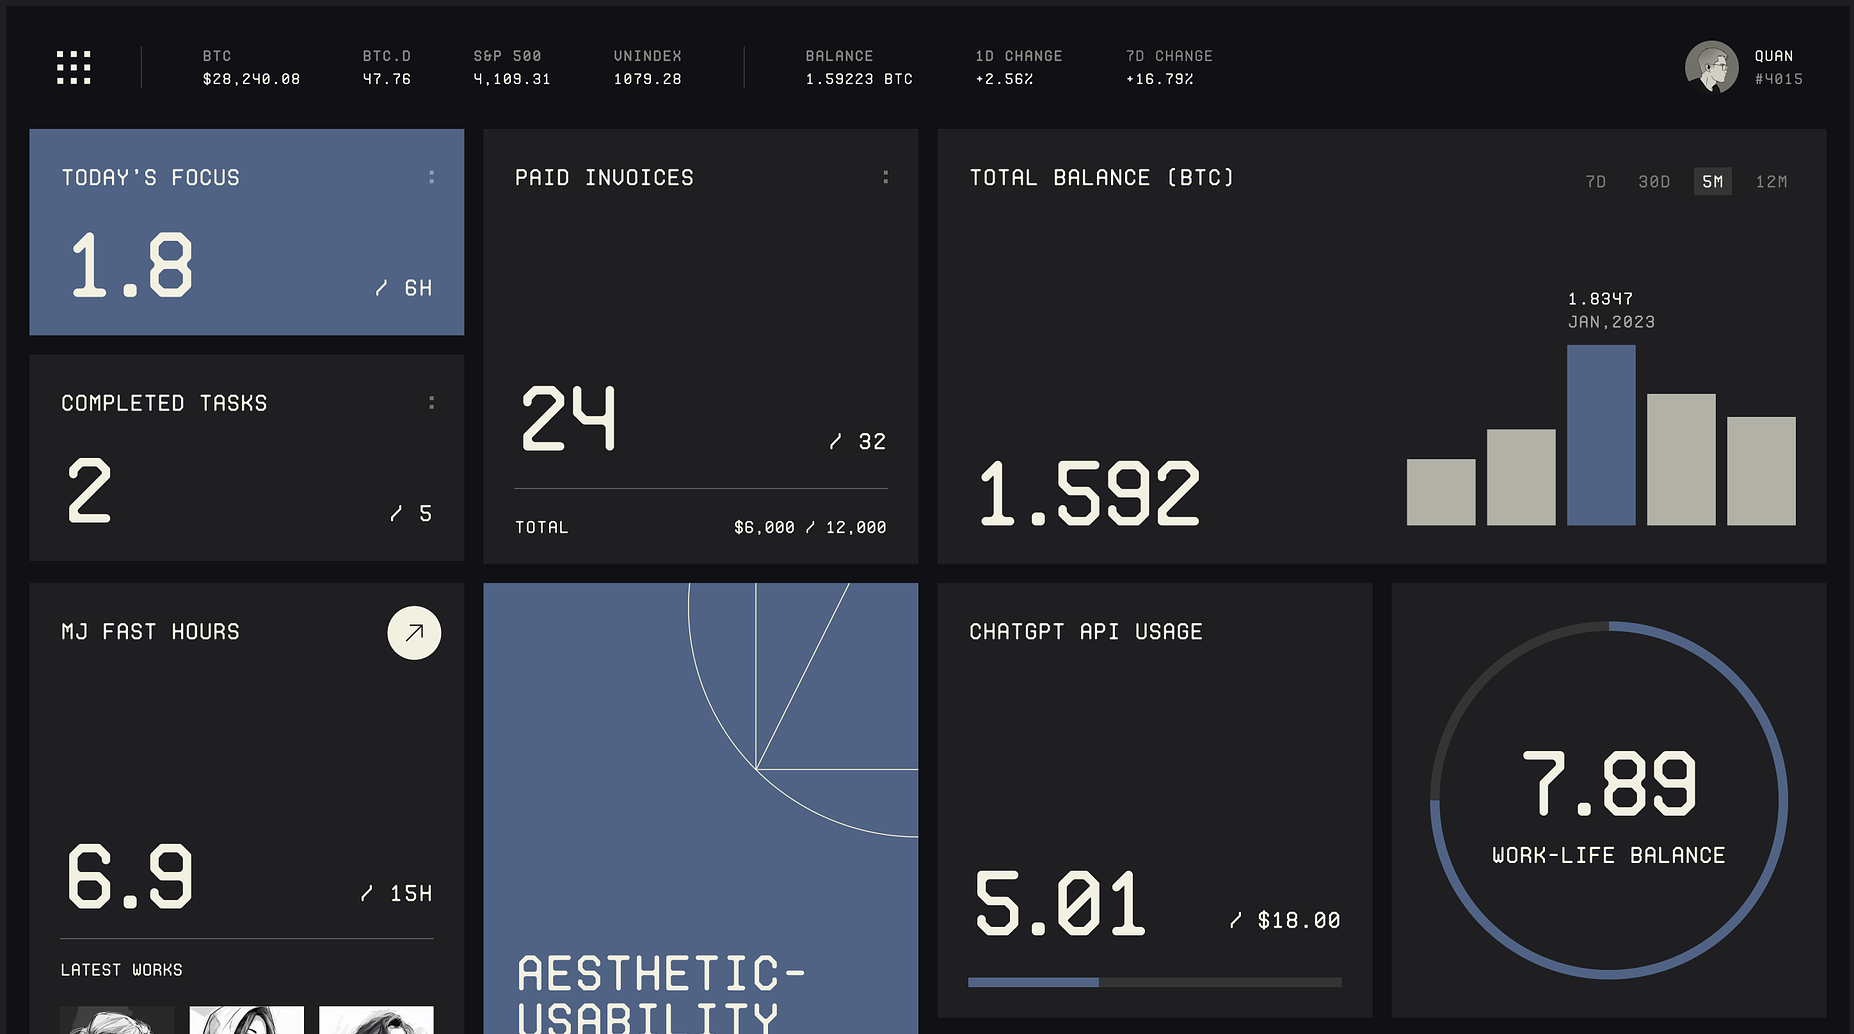 BTC
$28,240.08
BTC.D
47.76
S&P 500
4,109.31
VNINDEX
1079.28
BALANCE
1.59223 BTC
1D CHANGE
+2.56%
7D CHANGE
+16.79%
QUAN
#4015
TODAY'S FOCUS
1.8
/ 6H
COMPLETED TASKS
2
/ 5
PAID INVOICES
24
/ 32
TOTAL
$6,000 / 12,000
TOTAL BALANCE (BTC)
7D 30D 5M 12M
1.8347
JAN,2023
1.592
MJ FAST HOURS
6.9
/ 15H
LATEST WORKS
AESTHETIC-
USABILITY
CHATGPT API USAGE
5.01
/ $18.00
7.89
WORK-LIFE BALANCE